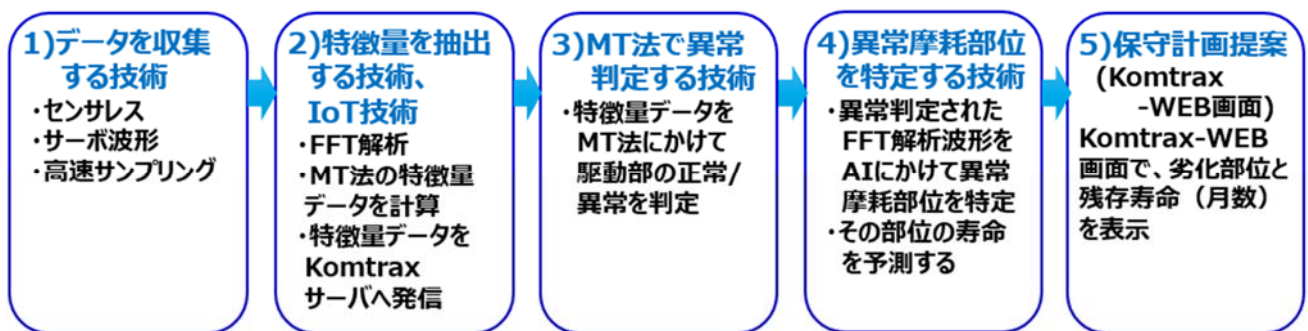 1)データを収集
する技術
・センサレス
・サーボ波形
・高速サンプリング
2)特徴量を抽出
する技術、
IoT技術
・FFT解析
・MT法の特徴量
データを計算
・特徴量データを
Komtrax
サーバへ発信
3)MT法で異常
判定する技術
・特徴量データを
MT法にかけて
駆動部の正常/
異常を判定
4)異常摩耗部位
を特定する技術
・異常判定された
FFT解析波形を
AIにかけて異常
摩耗部位を特定
・その部位の寿命
を予測する
5)保守計画提案
(Komtrax
-WEB画面)
Komtrax-WEB
画面で、劣化部位と
残存寿命（月数）
を表示